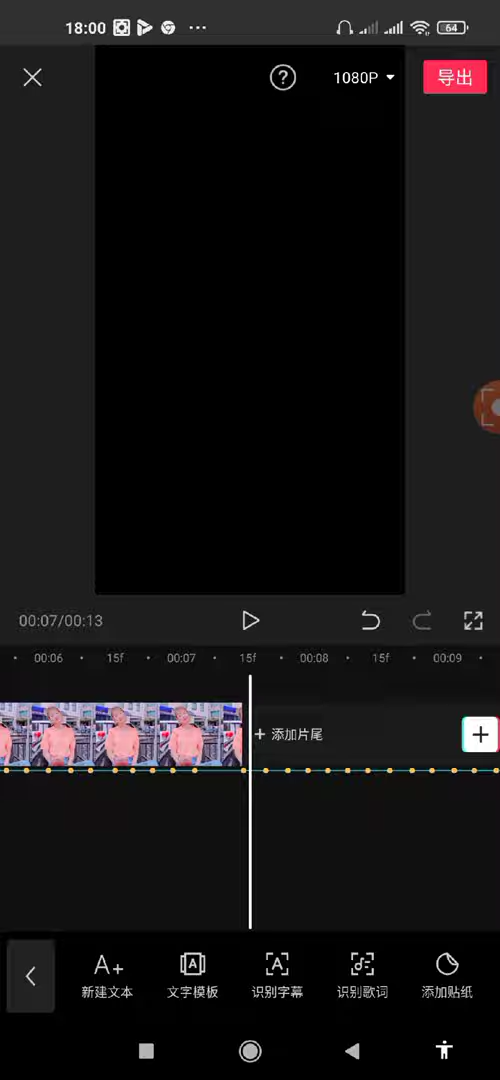 18:00 64
1080P 导出
00:07/00:13
00:06 15f 00:07 15f 00:08 15f 00:09
+ 添加片尾
A+
新建文本 文字模板 识别字幕 识别歌词 添加贴纸